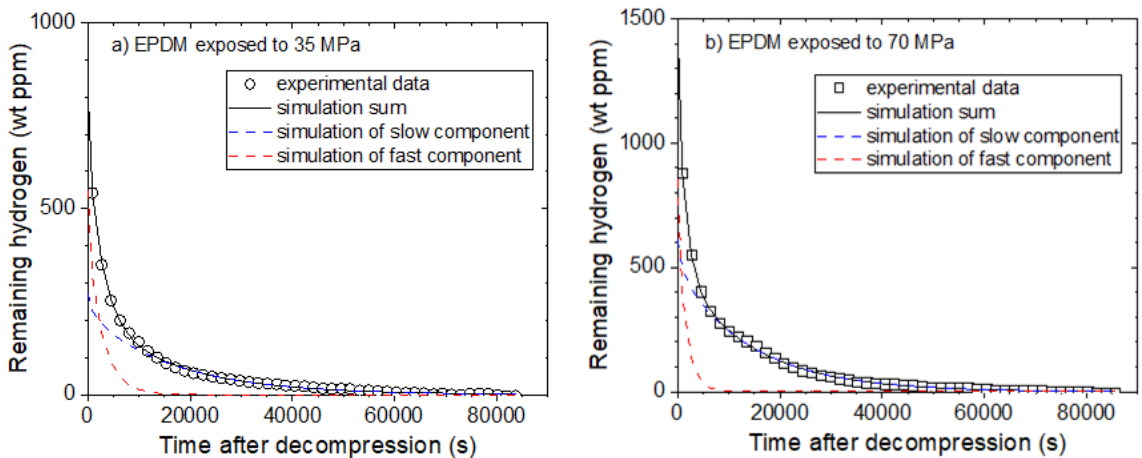 1000
a) EPDM exposed to 35 MPa
experimental data
simulation sum
simulation of slow component
simulation of fast component
500
0
0 20000 40000 60000 80000
Remaining hydrogen (wt ppm)
Time after decompression (s)
1500
b) EPDM exposed to 70 MPa
experimental data
simulation sum
simulation of slow component
simulation of fast component
1000
500
0
0 20000 40000 60000 80000
Remaining hydrogen (wt ppm)
Time after decompression (s)